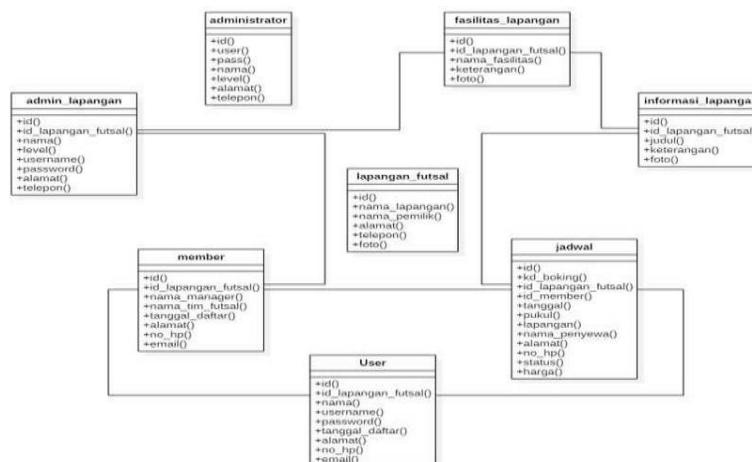 administrator
+id()
+user()
+pass()
+nama()
+level()
+alamat()
+telepon()
fasilitas_lapangan
+id()
+id_lapangan_futsal()
+nama_fasilitas()
+keterangan()
+foto()
admin_lapangan
+id()
+id_lapangan_futsal()
+nama()
+level()
+username()
+password()
+alamat()
+telepon()
informasi_lapanga
+id()
+id_lapangan_futsal
+judul()
+keterangan()
+foto()
lapangan_futsal
+id()
+nama_lapangan()
+nama_pemilik()
+alamat()
+telepon()
+foto()
member
+id()
+id_lapangan_futsal()
+nama_manager()
+nama_tim_futsal()
+tanggal_daftar()
+alamat()
+no_hp()
+email()
jadwal
+id()
+kd_boking()
+id_lapangan_futsal()
+id_member()
+tanggal()
+pukul()
+lapangan()
+nama_penyewa()
+alamat()
+no_hp()
+status()
+harga()
User
+id()
+id_lapangan_futsal()
+nama()
+username()
+password()
+tanggal_daftar()
+alamat()
+no_hp()
+email()